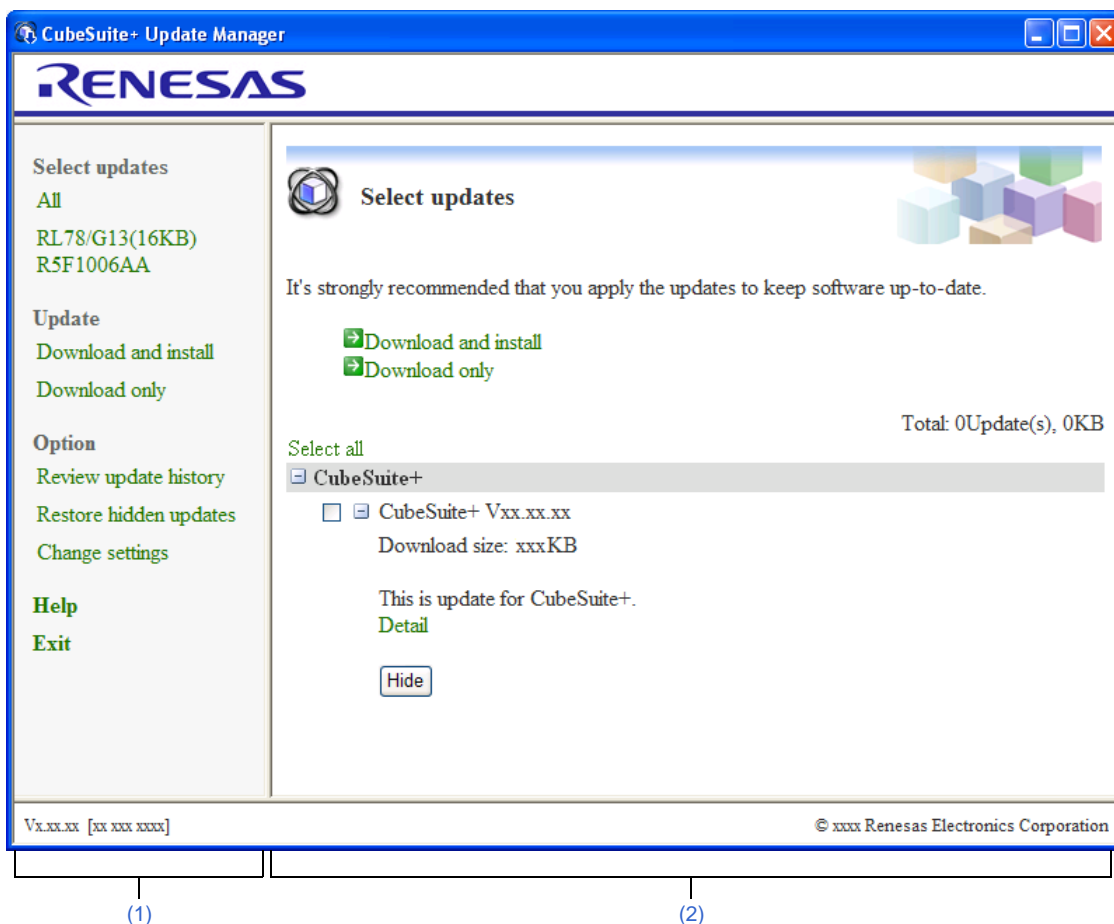 CubeSuite+ Update Manager
RENESAS
Select updates
All
RL78/G13(16KB)
R5F1006AA
Update
Download and install
Download only
Option
Review update history
Restore hidden updates
Change settings
Help
Exit
Select updates
It's strongly recommended that you apply the updates to keep software up-to-date.
Download and install
Download only
Total: 0Update(s), 0KB
Select all
CubeSuite+
CubeSuite+ Vxx.xx.xx
Download size: xxxKB
This is update for CubeSuite+.
Detail
Hide
Vx.xx.xx [xx xxx xxxx]
© xxxx Renesas Electronics Corporation
(1)
(2)